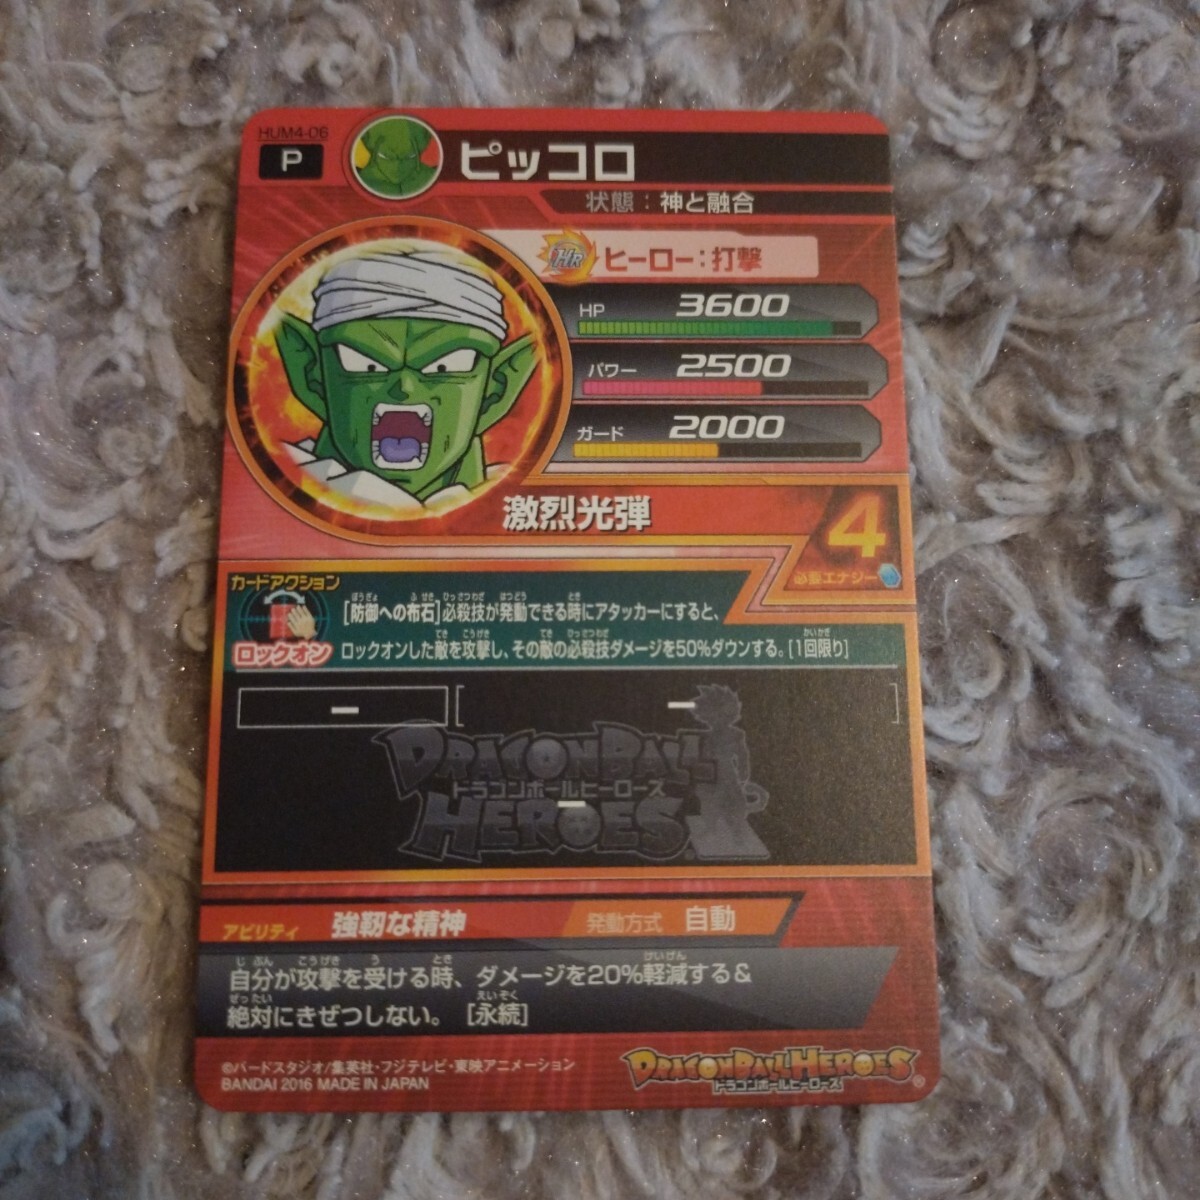 HUM4-06
P
ピッコロ
状態：神と融合
HR ヒーロー：打撃
HP 3600
パワー 2500
ガード 2000
激烈光弾
4
必要エナジー
カードアクション
ロックオン
[防御への布石]必殺技が発動できる時にアタッカーにすると、
ロックオンした敵を攻撃し、その敵の必殺技ダメージを50%ダウンする。[1回限り]
ー [ ー ]
DRAGONBALL
ドラゴンボールヒーローズ
HEROES
ー
アビリティ 強靭な精神 発動方式 自動
自分が攻撃を受ける時、ダメージを20%軽減する&
絶対にきぜつしない。 [永続]
©バードスタジオ/集英社・フジテレビ・東映アニメーション
BANDAI 2016 MADE IN JAPAN
DRAGONBALL HEROES
ドラゴンボールヒーローズ